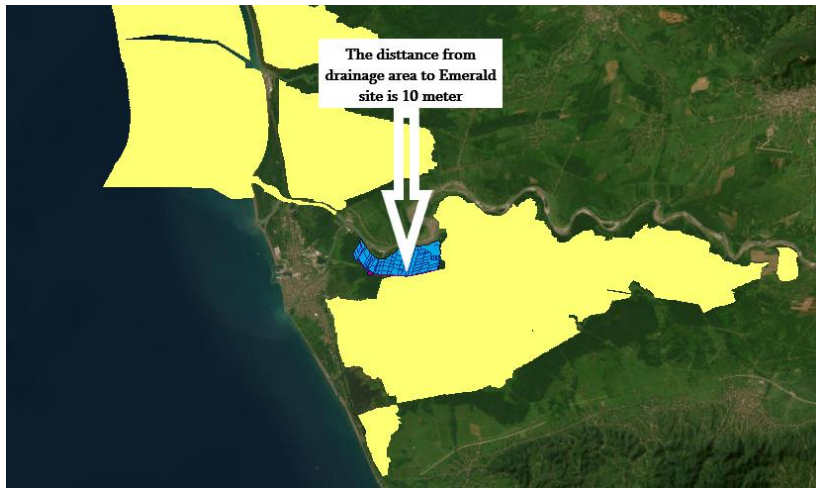 The disttance from
drainage area to Emerald
site is 10 meter